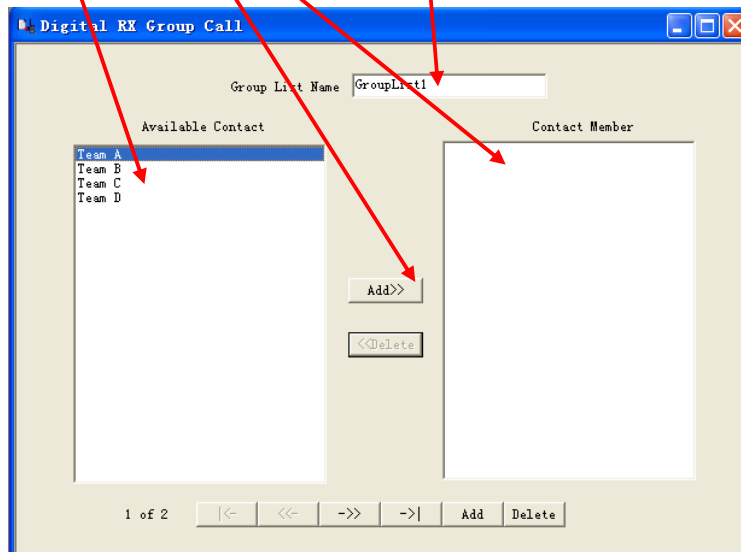 Digital RX Group Call
Group List Name GroupList1
Available Contact Contact Member
Team A
Team B
Team C
Team D
Add>>
<<Delete
1 of 2 |<- <<- ->> ->| Add Delete